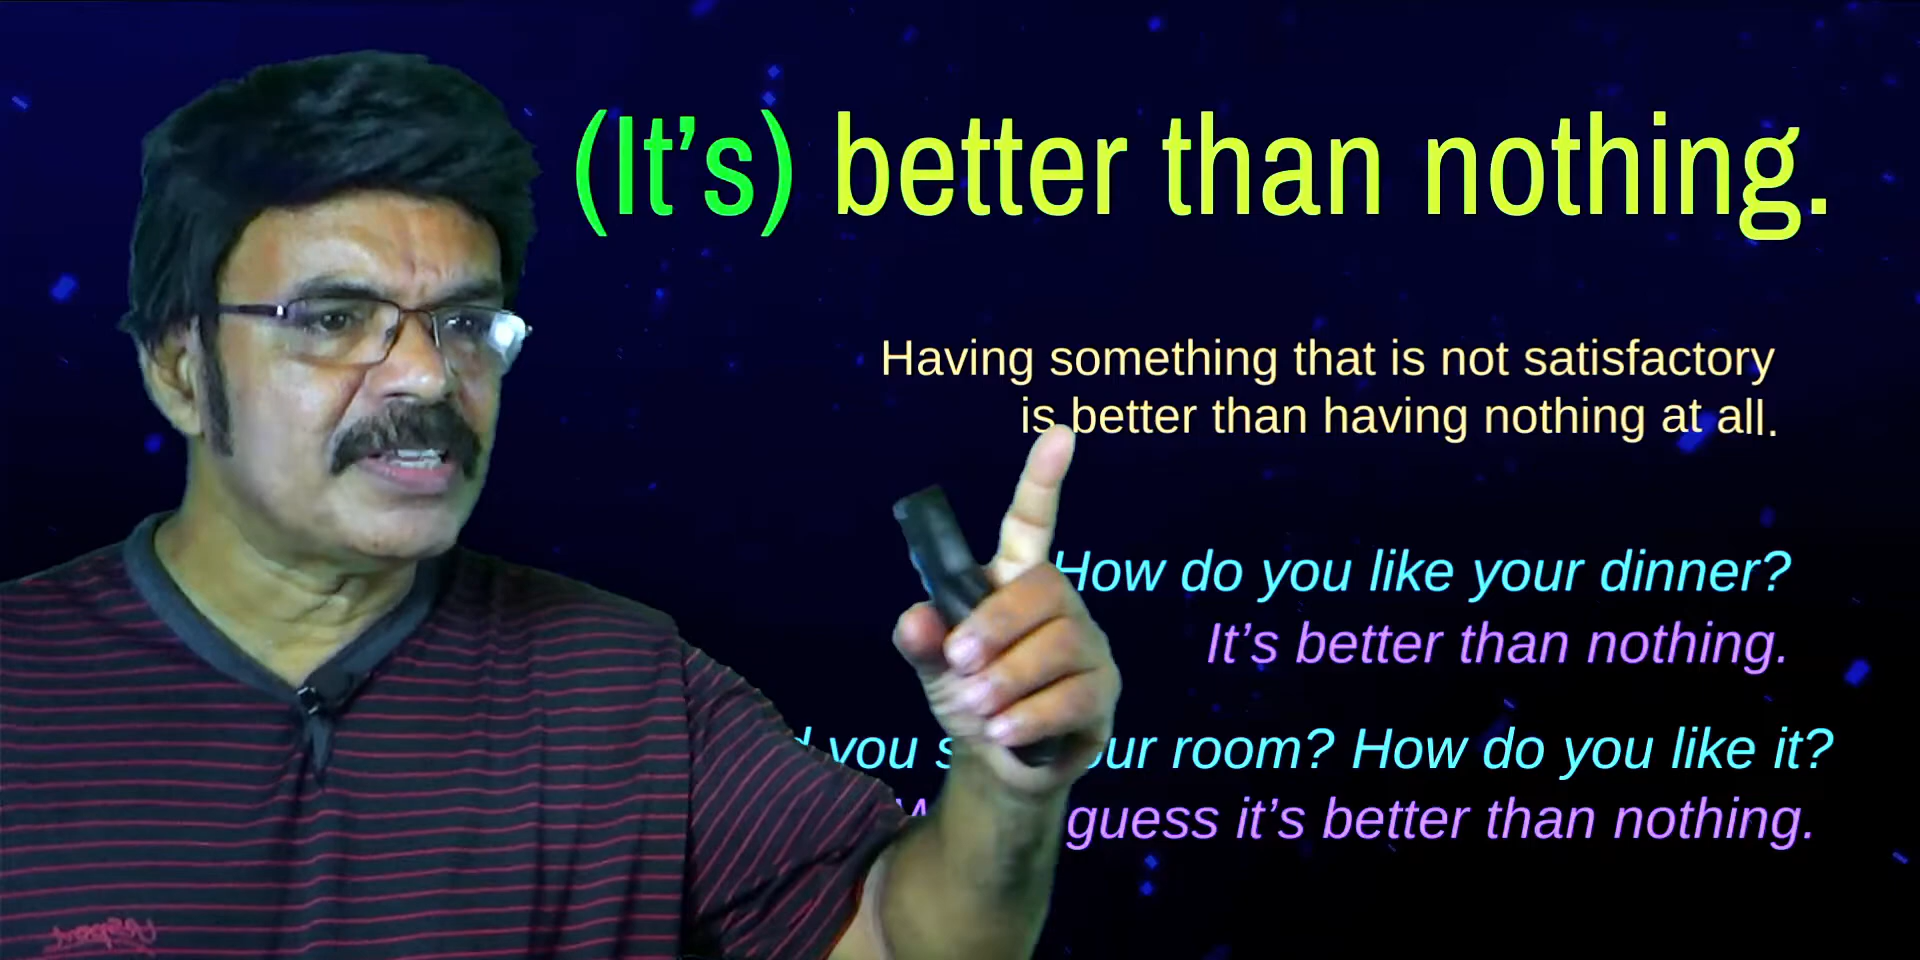 (It’s) better than nothing.
Having something that is not satisfactory
is better than having nothing at all.
How do you like your dinner?
It’s better than nothing.
you room? How do you like it?
guess it’s better than nothing.